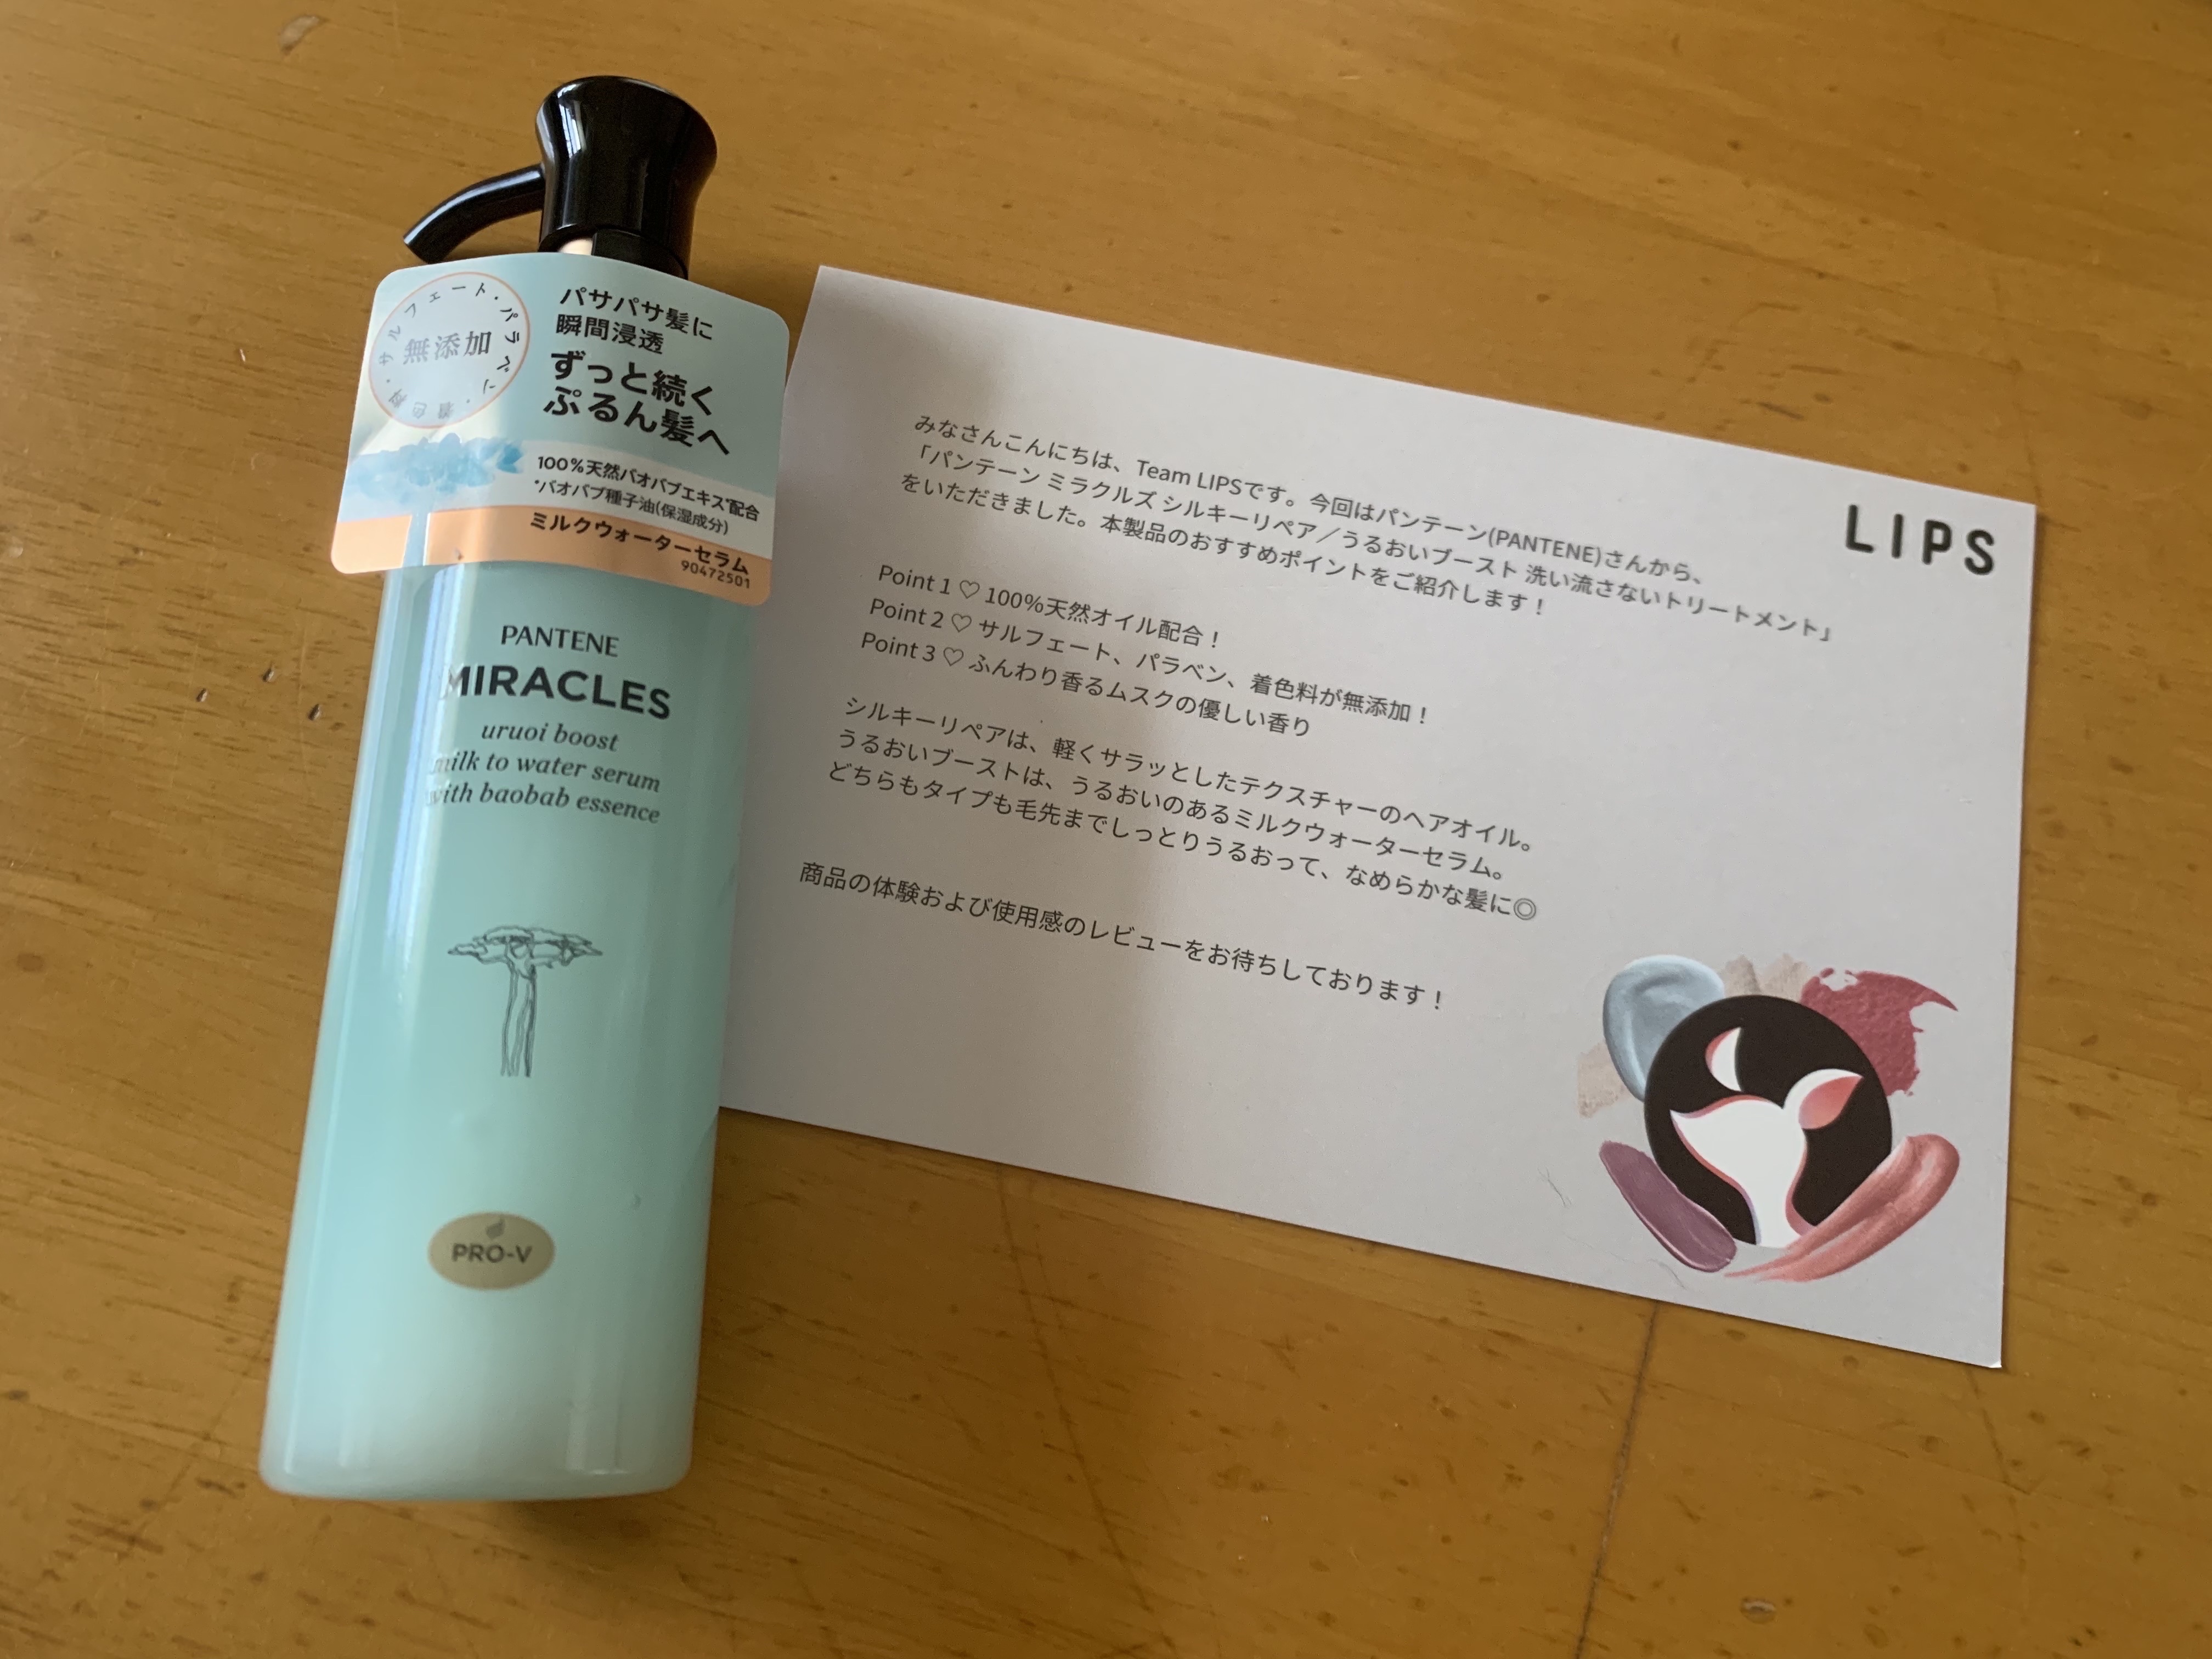 サルフェート・パラベン・着色料・
無添加
パサパサ髪に
瞬間浸透
ずっと続く
ぷるん髪へ
100%天然バオバブエキス*配合
*バオバブ種子油(保湿成分)
ミルクウォーターセラム
90472501
PANTENE
MIRACLES
uruoi boost
milk to water serum
with baobab essence
PRO-V
LIPS
みなさんこんにちは、Team LIPSです。今回はパンテーン(PANTENE)さんから、
「パンテーン ミラクルズ シルキーリペア／うるおいブースト 洗い流さないトリートメント」
をいただきました。本製品のおすすめポイントをご紹介します！
Point 1 ♡ 100%天然オイル配合！
Point 2 ♡ サルフェート、パラベン、着色料が無添加！
Point 3 ♡ ふんわり香るムスクの優しい香り
シルキーリペアは、軽くサラッとしたテクスチャーのヘアオイル。
うるおいブーストは、うるおいのあるミルクウォーターセラム。
どちらもタイプも毛先までしっとりうるおって、なめらかな髪に◎
商品の体験および使用感のレビューをお待ちしております！